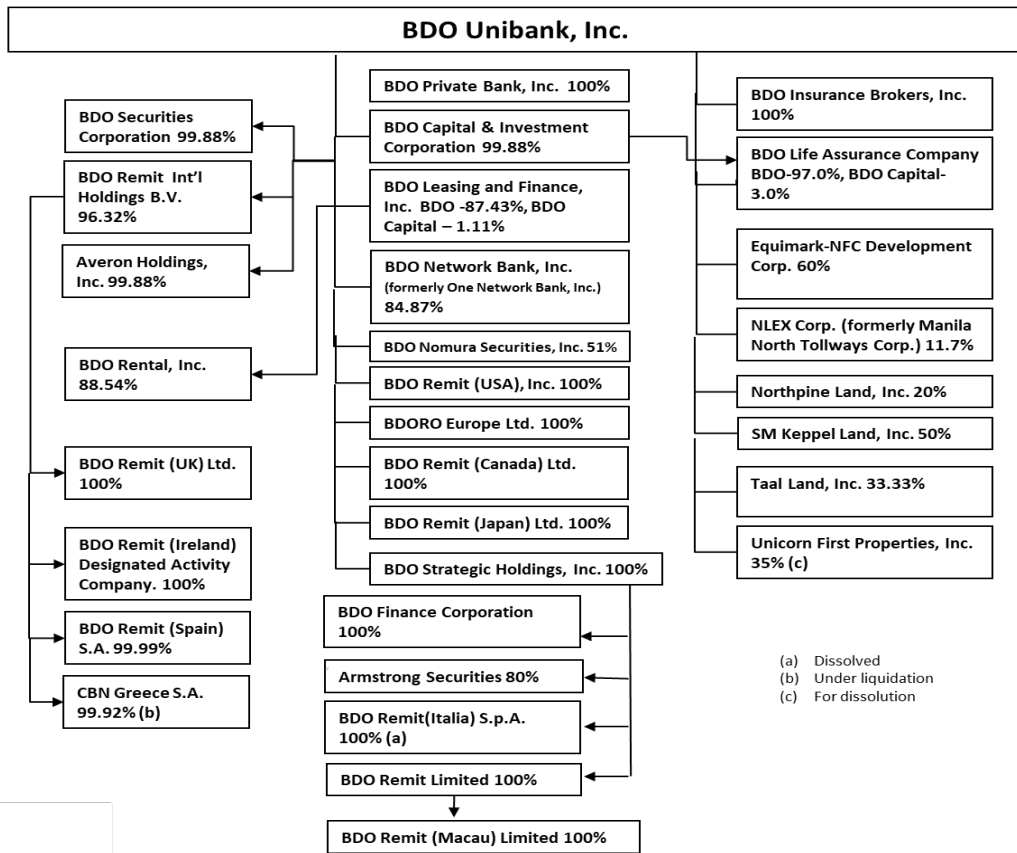 BDO Unibank, Inc.
BDO Securities
Corporation 99.88%
BDO Remit Int'l
Holdings B.V.
96.32%
Averon Holdings,
Inc. 99.88%
BDO Rental, Inc.
88.54%
BDO Remit (UK) Ltd.
100%
BDO Remit (Ireland)
Designated Activity
Company. 100%
BDO Remit (Spain)
S.A. 99.99%
CBN Greece S.A.
99.92% (b)
BDO Private Bank, Inc. 100%
BDO Capital & Investment
Corporation 99.88%
BDO Leasing and Finance,
Inc. BDO -87.43%, BDO
Capital – 1.11%
BDO Network Bank, Inc.
(formerly One Network Bank, Inc.)
84.87%
BDO Nomura Securities, Inc. 51%
BDO Remit (USA), Inc. 100%
BDORO Europe Ltd. 100%
BDO Remit (Canada) Ltd.
100%
BDO Remit (Japan) Ltd. 100%
BDO Strategic Holdings, Inc. 100%
BDO Finance Corporation
100%
Armstrong Securities 80%
BDO Remit(Italia) S.p.A.
100% (a)
BDO Remit Limited 100%
BDO Remit (Macau) Limited 100%
BDO Insurance Brokers, Inc.
100%
BDO Life Assurance Company
BDO-97.0%, BDO Capital-
3.0%
Equimark-NFC Development
Corp. 60%
NLEX Corp. (formerly Manila
North Tollways Corp.) 11.7%
Northpine Land, Inc. 20%
SM Keppel Land, Inc. 50%
Taal Land, Inc. 33.33%
Unicorn First Properties, Inc.
35% (c)
(a) Dissolved
(b) Under liquidation
(c) For dissolution